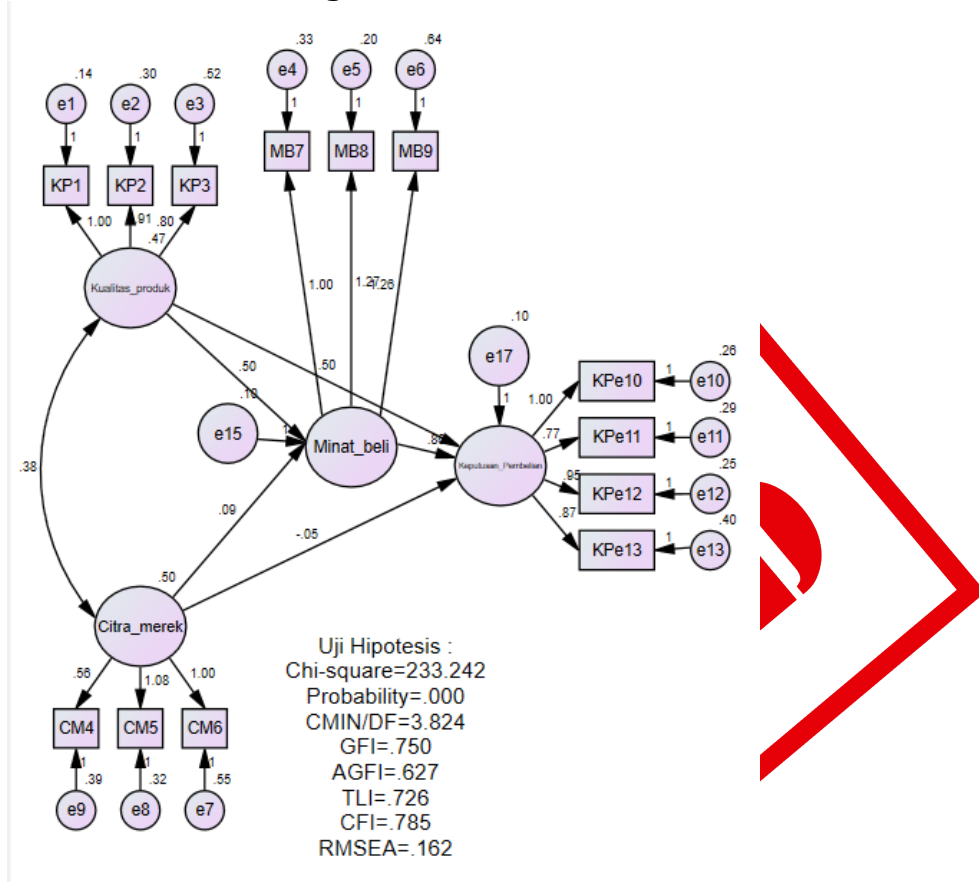 .33
.20
.64
.14
.30
.52
e4
e5
e6
e1
e2
e3
1
1
1
1
1
1
MB7
MB8
MB9
KP1
KP2
KP3
1.00
.91
.80
.47
Kualitas_produk
1.00
1.27
1.26
.10
e17
.26
1.00
KPe10
1
e10
.50
.50
1
.29
.10
.77
KPe11
1
e11
e15
1
Minat_beli
Keputusan_Pembelian
.25
.38
.95
KPe12
1
e12
.09
.87
.40
-.05
KPe13
1
e13
.50
Citra_merek
.56
1.08
1.00
CM4
CM5
CM6
1
1
1
.39
.32
.55
e9
e8
e7
Uji Hipotesis :
Chi-square=233.242
Probability=.000
CMIN/DF=3.824
GFI=.750
AGFI=.627
TLI=.726
CFI=.785
RMSEA=.162